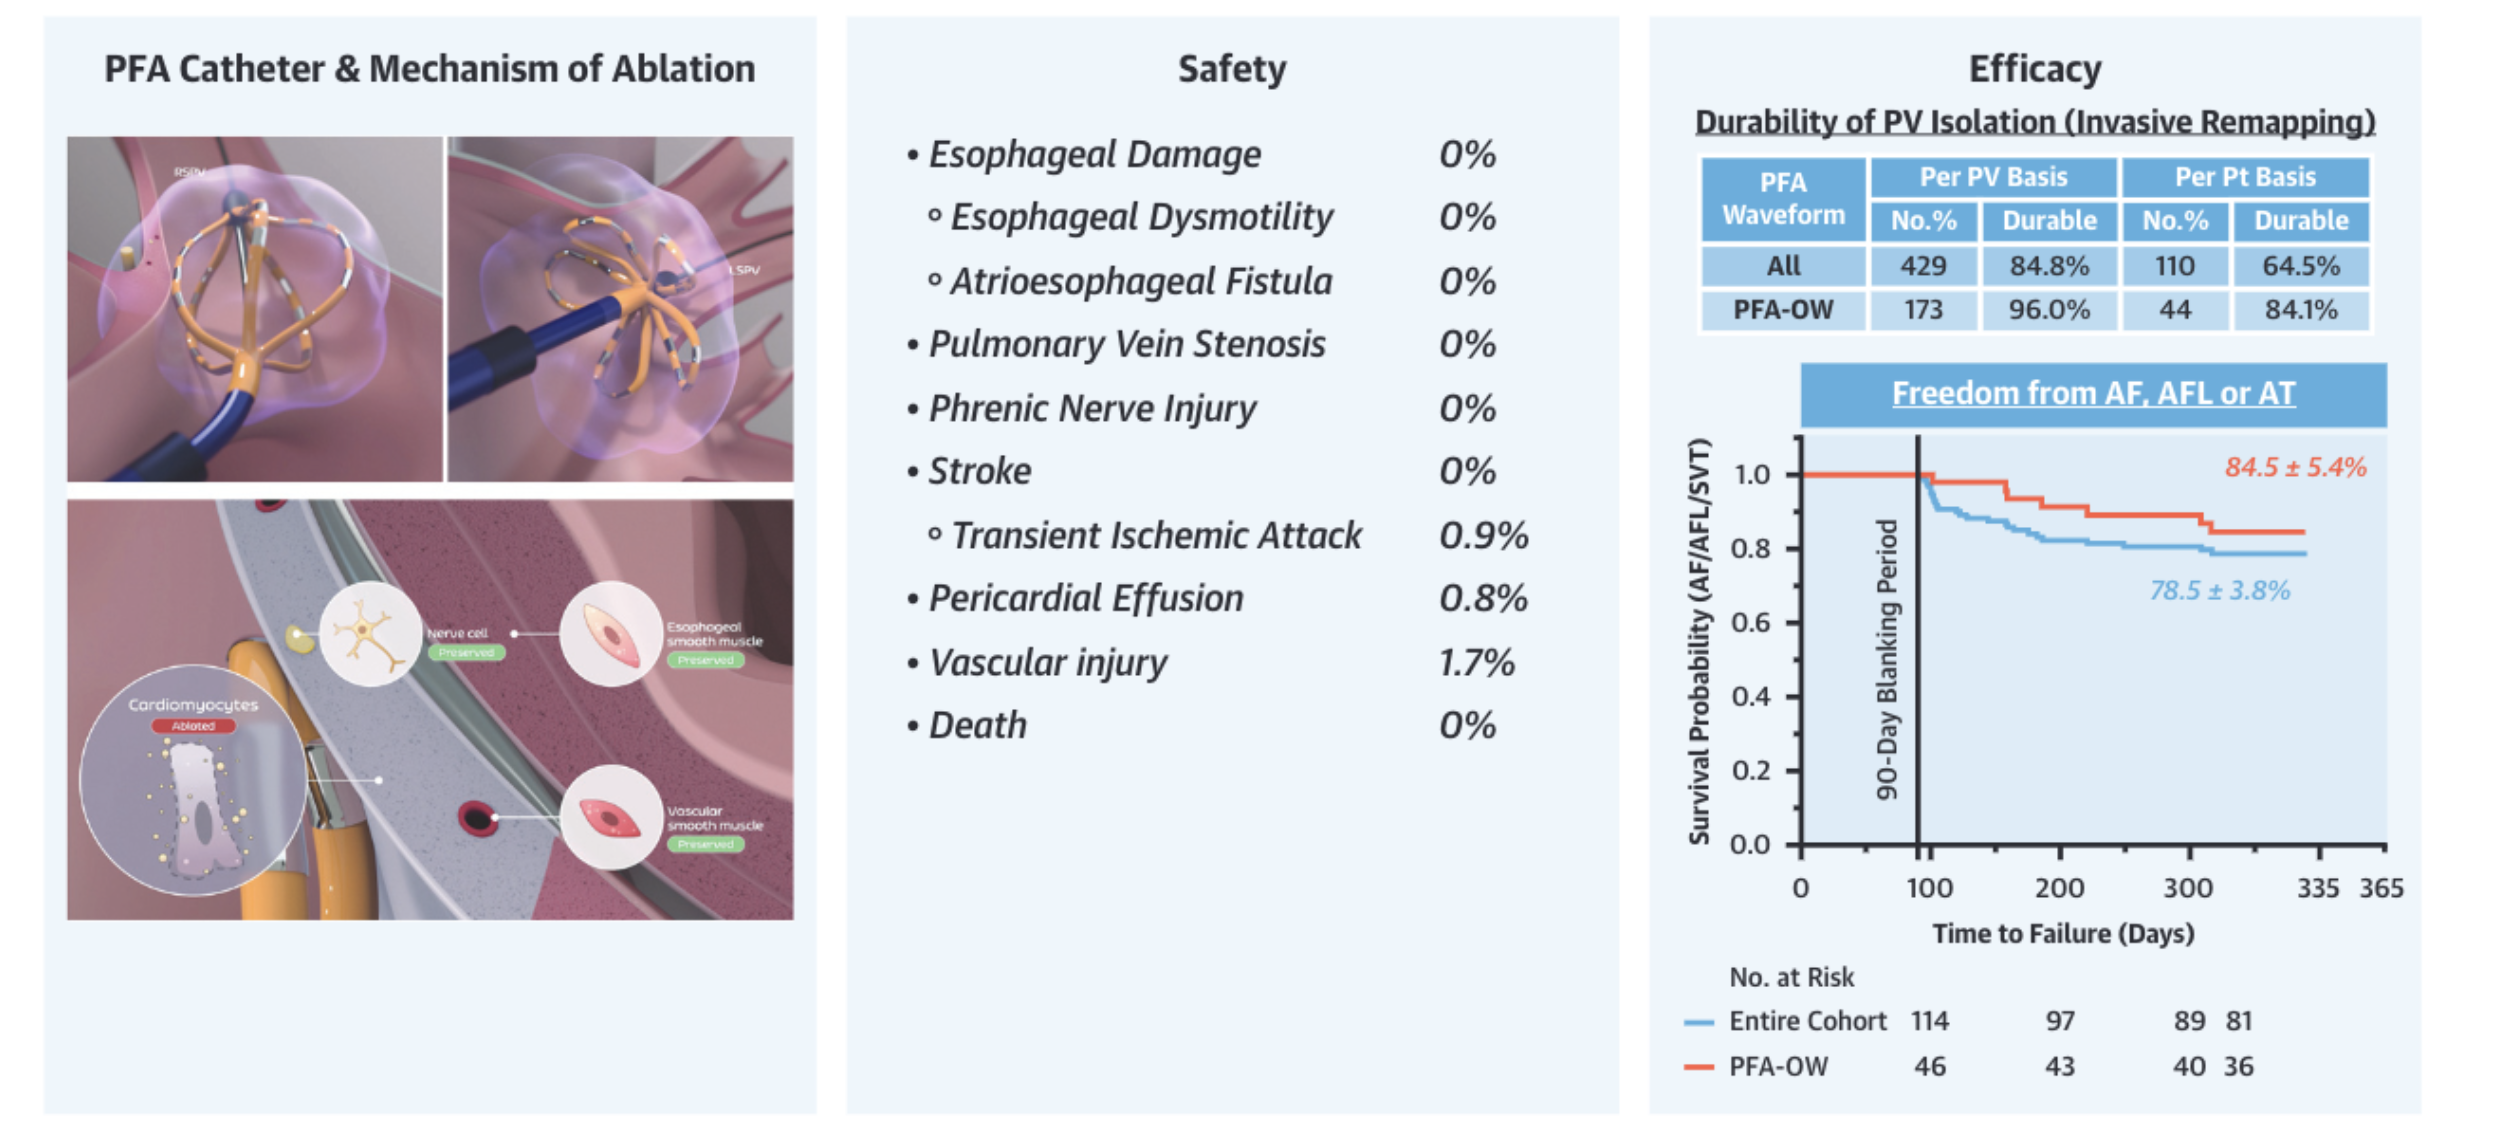 PFA Catheter & Mechanism of Ablation
RSPV
LSPV
Nerve cell
Preserved
Esophageal
smooth muscle
Preserved
Cardiomyocytes
Ablated
Vascular
smooth muscle
Preserved
Safety
• Esophageal Damage 0%
∘ Esophageal Dysmotility 0%
∘ Atrioesophageal Fistula 0%
• Pulmonary Vein Stenosis 0%
• Phrenic Nerve Injury 0%
• Stroke 0%
∘ Transient Ischemic Attack 0.9%
• Pericardial Effusion 0.8%
• Vascular injury 1.7%
• Death 0%
Efficacy
Durability of PV Isolation (Invasive Remapping)
PFA Waveform Per PV Basis Per Pt Basis
No.% Durable No.% Durable
All 429 84.8% 110 64.5%
PFA-OW 173 96.0% 44 84.1%
Freedom from AF, AFL or AT
Survival Probability (AF/AFL/SVT)
1.0
0.8
0.6
0.4
0.2
0.0
90-Day Blanking Period
84.5 ± 5.4%
78.5 ± 3.8%
0 100 200 300 335 365
Time to Failure (Days)
No. at Risk
Entire Cohort 114 97 89 81
PFA-OW 46 43 40 36